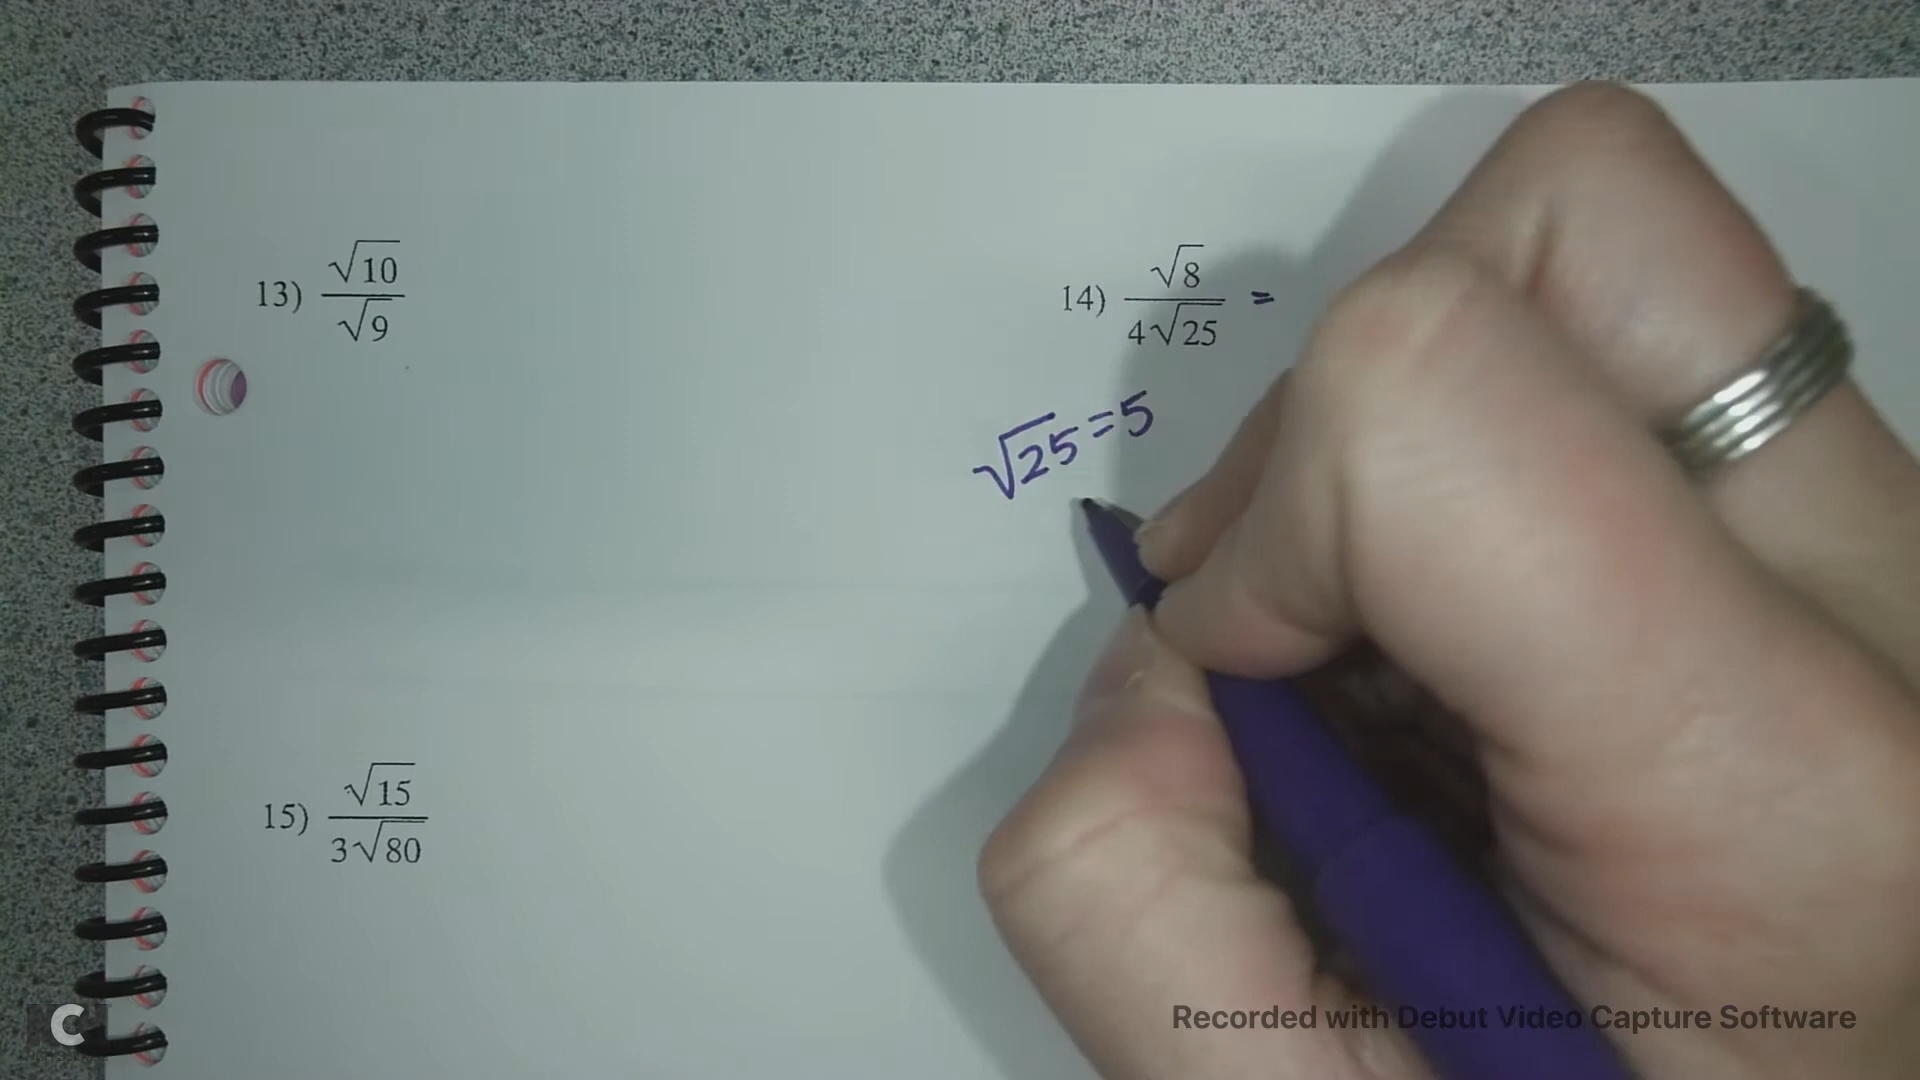 13) √10 / √9
14) √8 / 4√25 =
√25 = 5
15) √15 / 3√80
C
Recorded with Debut Video Capture Software